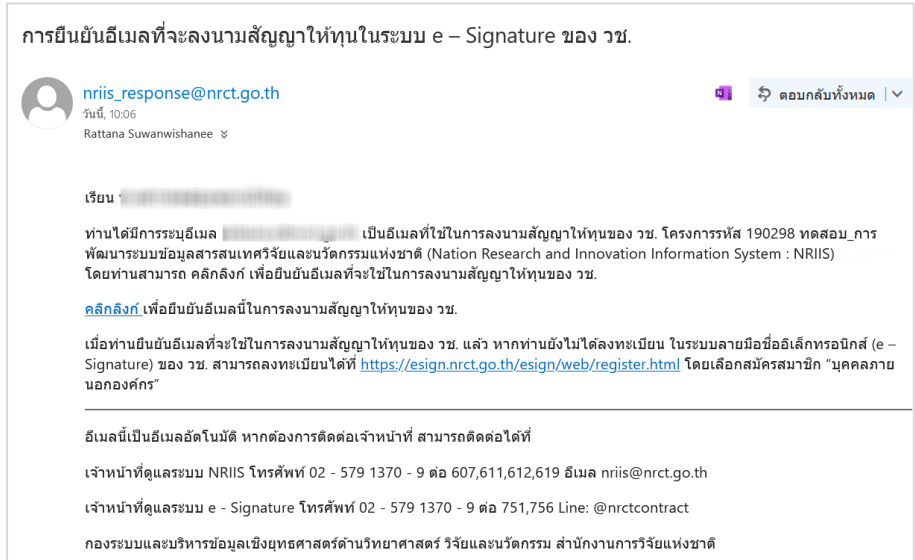 การยืนยันอีเมลที่จะลงนามสัญญาให้ทุนในระบบ e – Signature ของ วช.
nriis_response@nrct.go.th
ตอบกลับทั้งหมด
วันนี้, 10:06
Rattana Suwanwishanee
เรียน
ท่านได้มีการระบุอีเมล เป็นอีเมลที่ใช้ในการลงนามสัญญาให้ทุนของ วช. โครงการรหัส 190298 ทดสอบ_การ
พัฒนาระบบข้อมูลสารสนเทศวิจัยและนวัตกรรมแห่งชาติ (Nation Research and Innovation Information System : NRIIS)
โดยท่านสามารถ คลิกลิงก์ เพื่อยืนยันอีเมลที่จะใช้ในการลงนามสัญญาให้ทุนของ วช.
คลิกลิงก์ เพื่อยืนยันอีเมลนี้ในการลงนามสัญญาให้ทุนของ วช.
เมื่อท่านยืนยันอีเมลที่จะใช้ในการลงนามสัญญาให้ทุนของ วช. แล้ว หากท่านยังไม่ได้ลงทะเบียน ในระบบลายมือชื่ออิเล็กทรอนิกส์ (e –
Signature) ของ วช. สามารถลงทะเบียนได้ที่ https://esign.nrct.go.th/esign/web/register.html โดยเลือกสมัครสมาชิก “บุคคลภาย
นอกองค์กร”
อีเมลนี้เป็นอีเมลอัตโนมัติ หากต้องการติดต่อเจ้าหน้าที่ สามารถติดต่อได้ที่
เจ้าหน้าที่ดูแลระบบ NRIIS โทรศัพท์ 02 - 579 1370 - 9 ต่อ 607,611,612,619 อีเมล nriis@nrct.go.th
เจ้าหน้าที่ดูแลระบบ e - Signature โทรศัพท์ 02 - 579 1370 - 9 ต่อ 751,756 Line: @nrctcontract
กองระบบและบริหารข้อมูลเชิงยุทธศาสตร์ด้านวิทยาศาสตร์ วิจัยและนวัตกรรม สำนักงานการวิจัยแห่งชาติ